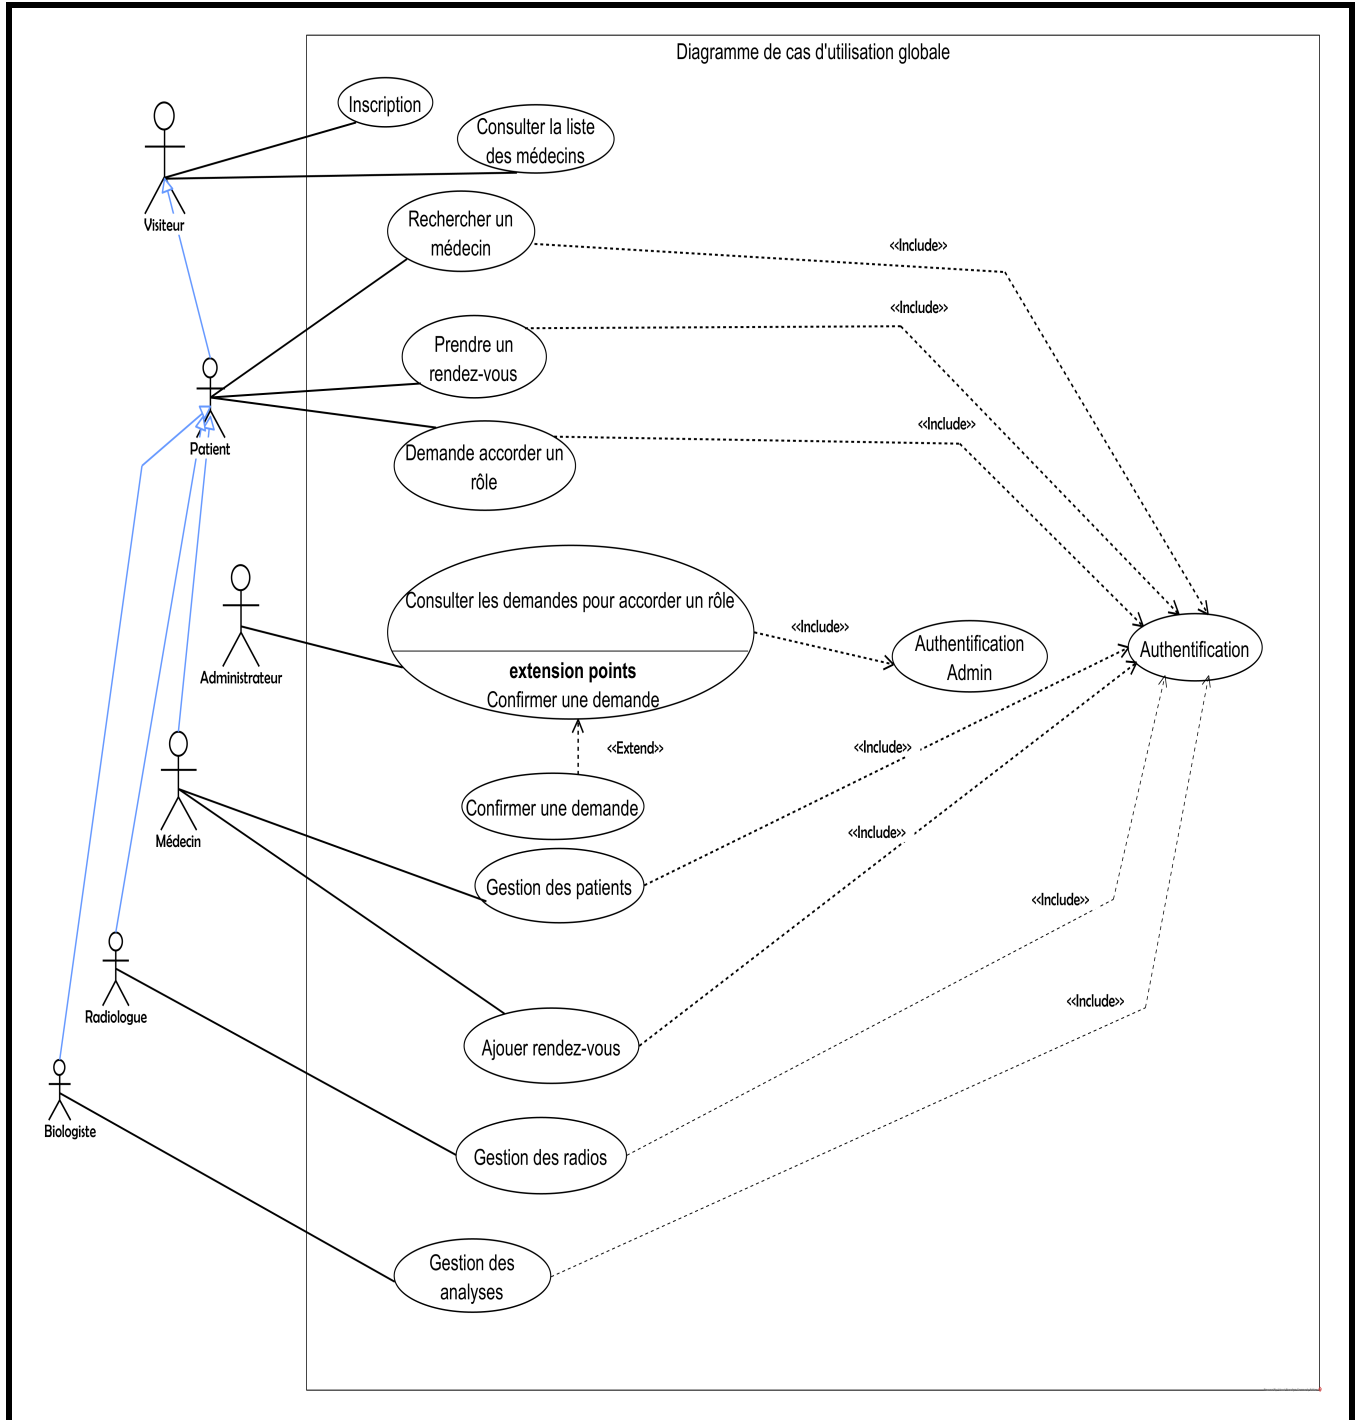 Diagramme de cas d'utilisation globale
Inscription
Consulter la liste
des médecins
Visiteur
Rechercher un
médecin
<<Include>>
<<Include>>
Prendre un
rendez-vous
<<Include>>
Patient
Demande accorder un
rôle
Consulter les demandes pour accorder un rôle
<<Include>>
Authentification
Admin
Authentification
extension points
Confirmer une demande
Administrateur
<<Extend>>
<<Include>>
Confirmer une demande
<<Include>>
Médecin
Gestion des patients
<<Include>>
<<Include>>
Radiologue
Ajouer rendez-vous
Biologiste
Gestion des radios
Gestion des
analyses